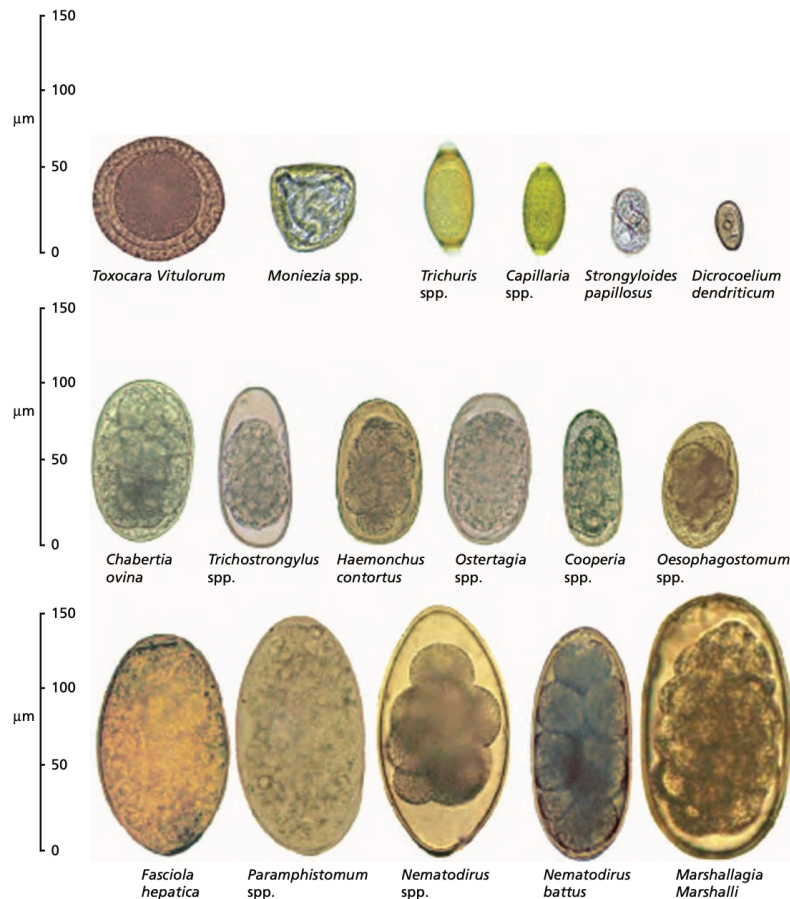 150
100
μm
50
0
Toxocara Vitulorum
Moniezia spp.
Trichuris
spp.
Capillaria
spp.
Strongyloides
papillosus
Dicrocoelium
dendriticum
150
100
μm
50
0
Chabertia
ovina
Trichostrongylus
spp.
Haemonchus
contortus
Ostertagia
spp.
Cooperia
spp.
Oesophagostomum
spp.
150
100
μm
50
0
Fasciola
hepatica
Paramphistomum
spp.
Nematodirus
spp.
Nematodirus
battus
Marshallagia
Marshalli